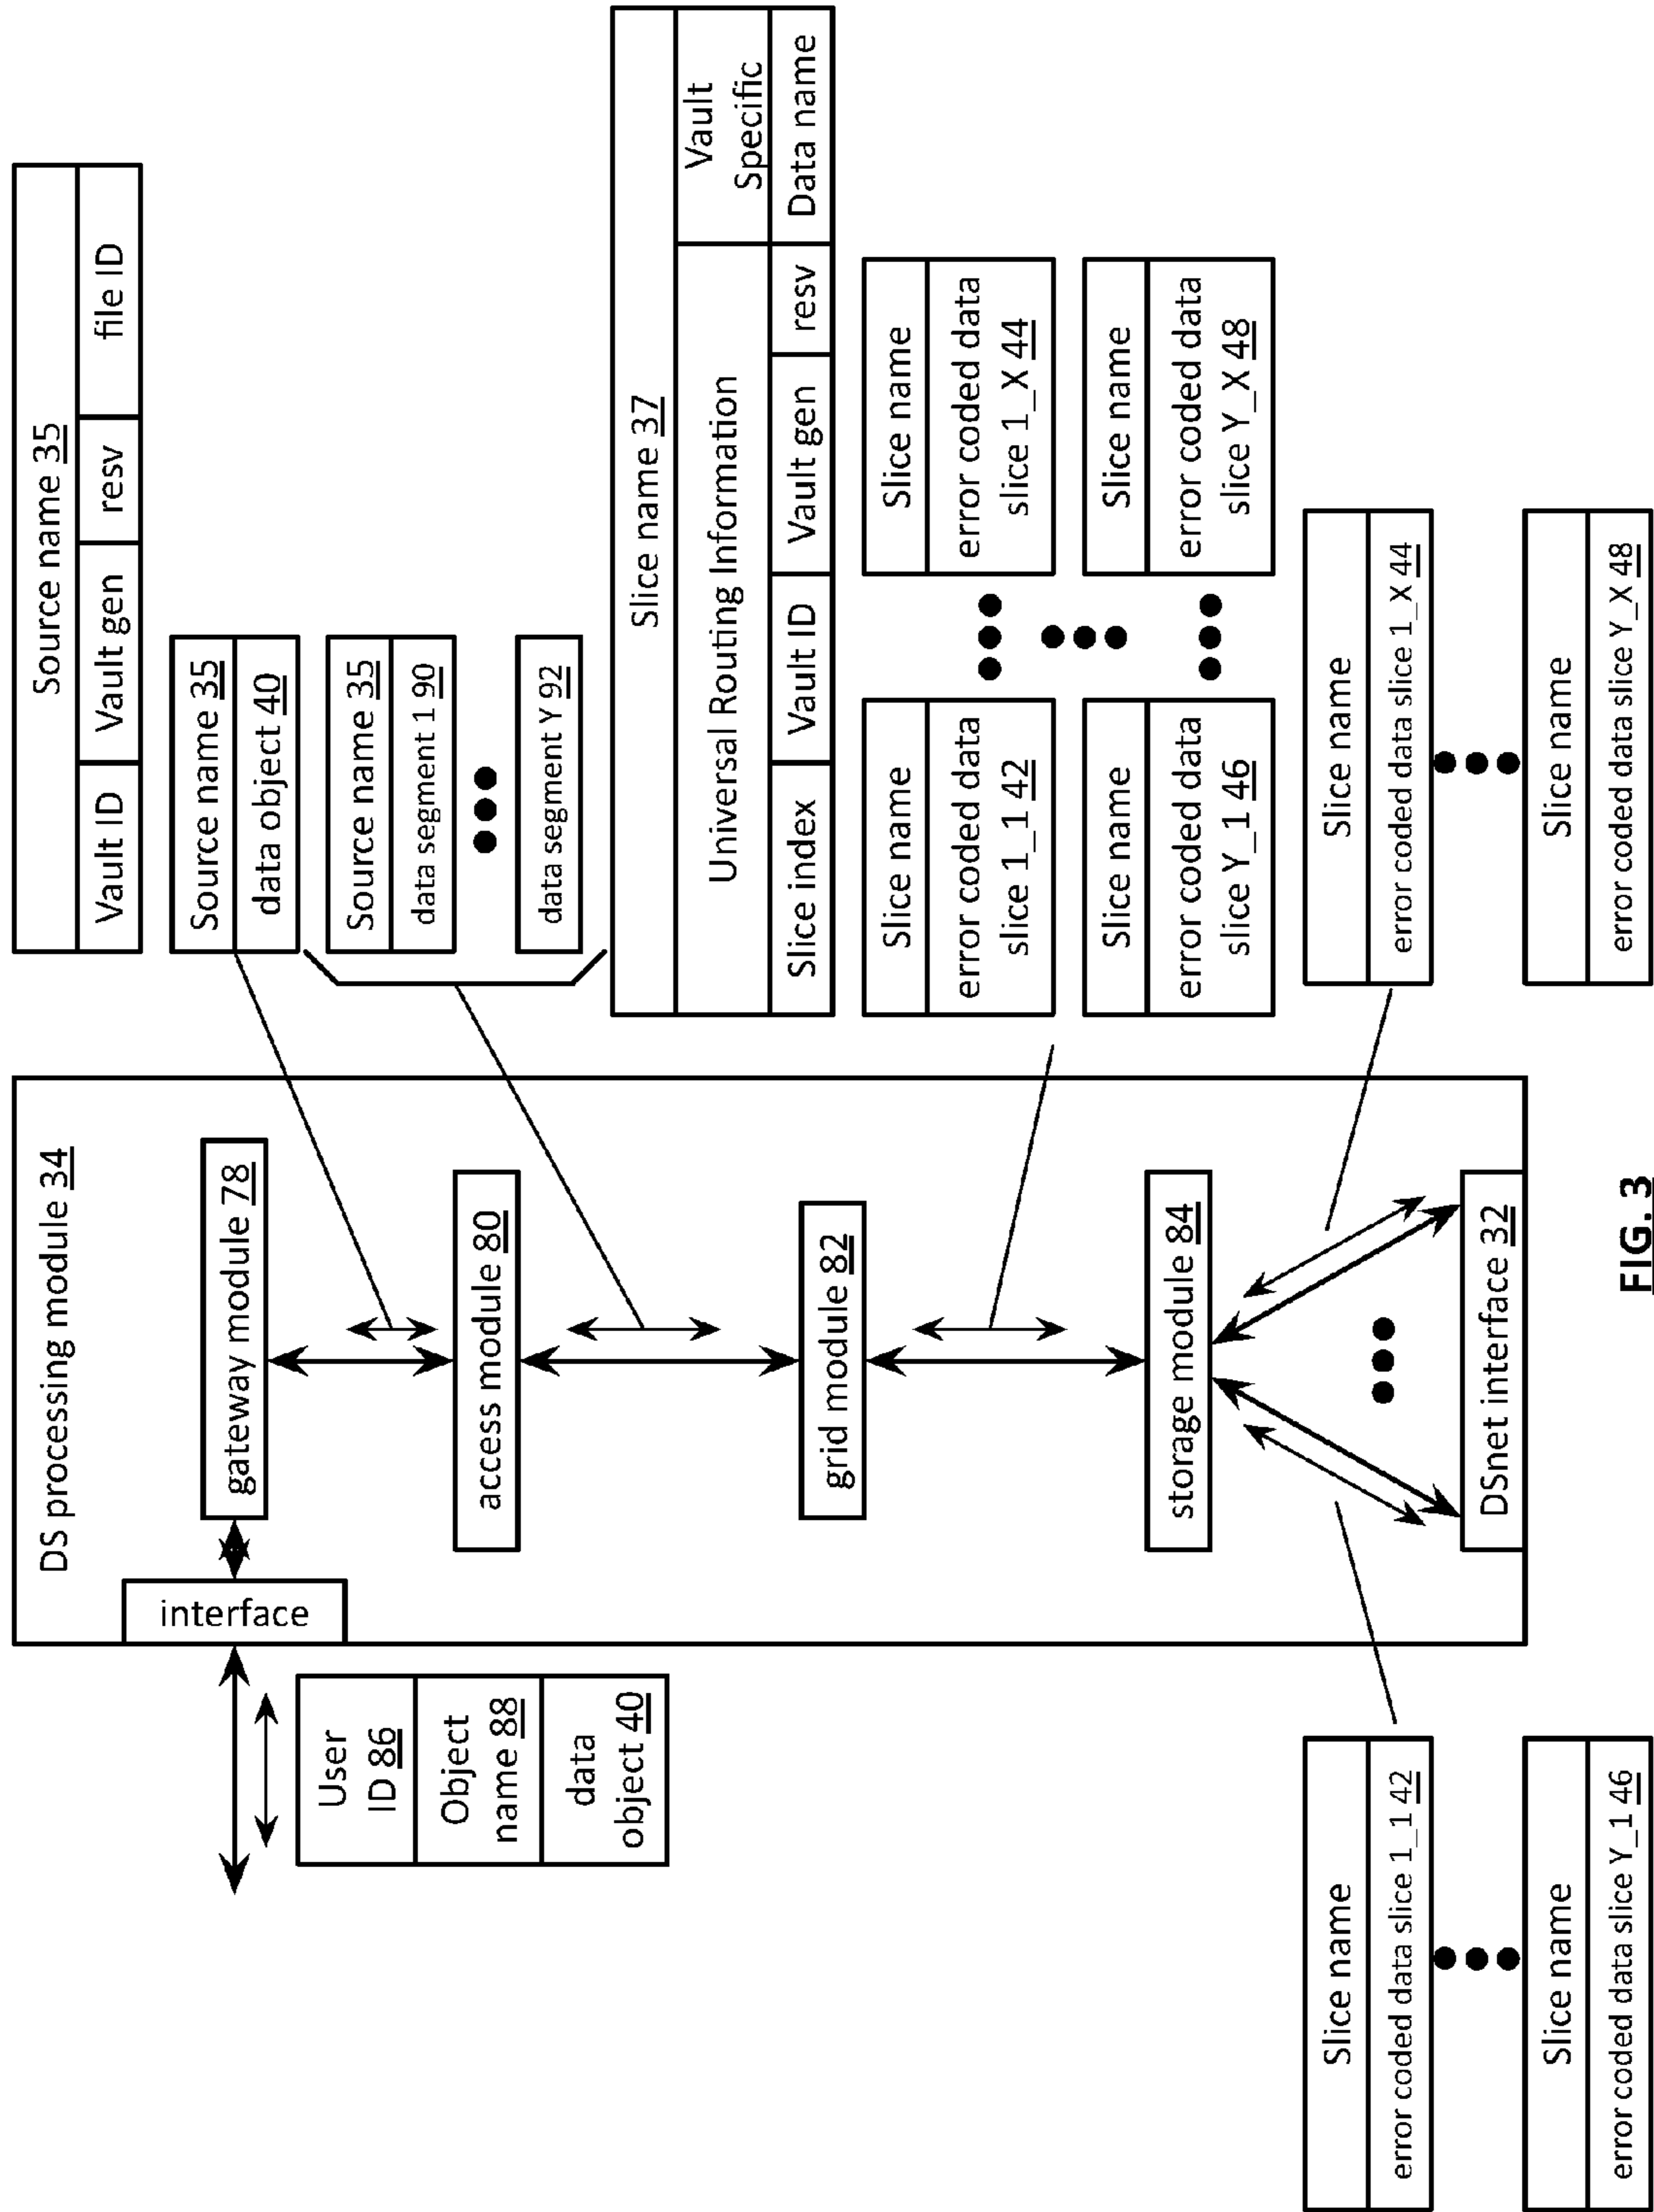 DS processing module 34
interface
gateway module 78
access module 80
grid module 82
storage module 84
DSnet interface 32
User
ID 86
Object
name 88
data
object 40
Source name 35
Vault ID
Vault gen
resv
file ID
Source name 35
data object 40
Source name 35
data segment 1 90
data segment Y 92
Slice name 37
Universal Routing Information
Vault
Specific
Slice index
Vault ID
Vault gen
resv
Data name
Slice name
error coded data
slice 1_1 42
Slice name
error coded data
slice 1_X 44
Slice name
error coded data
slice Y_1 46
Slice name
error coded data
slice Y_X 48
Slice name
error coded data slice 1_1 42
Slice name
error coded data slice Y_1 46
Slice name
error coded data slice 1_X 44
Slice name
error coded data slice Y_X 48
FIG. 3